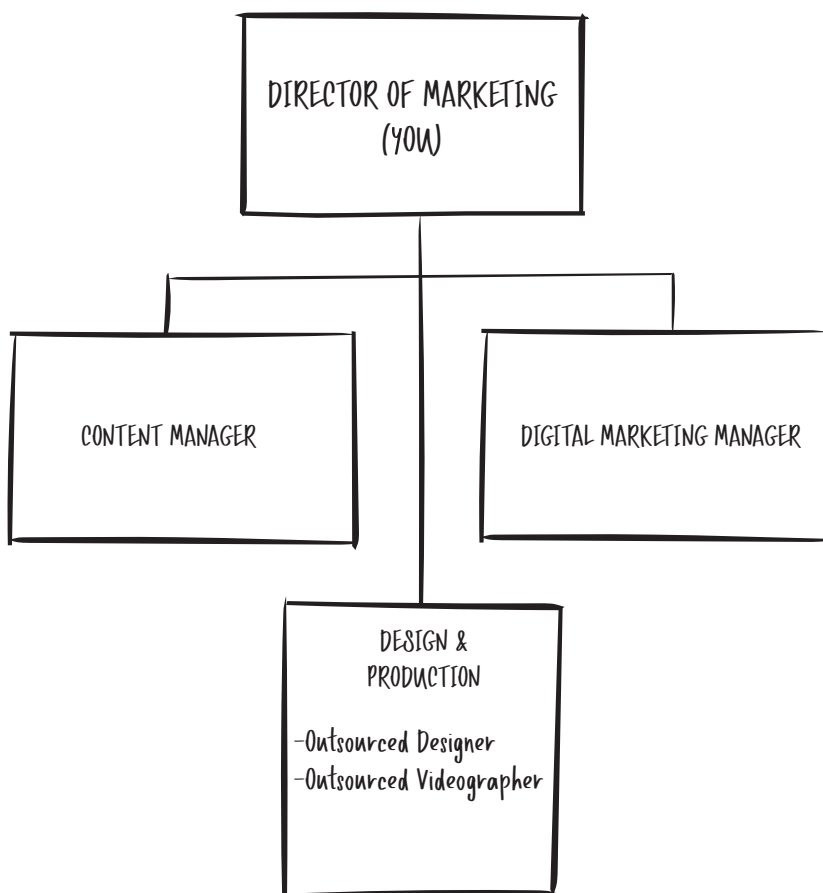 DIRECTOR OF MARKETING
(YOU)
CONTENT MANAGER
DIGITAL MARKETING MANAGER
DESIGN &
PRODUCTION
-Outsourced Designer
-Outsourced Videographer